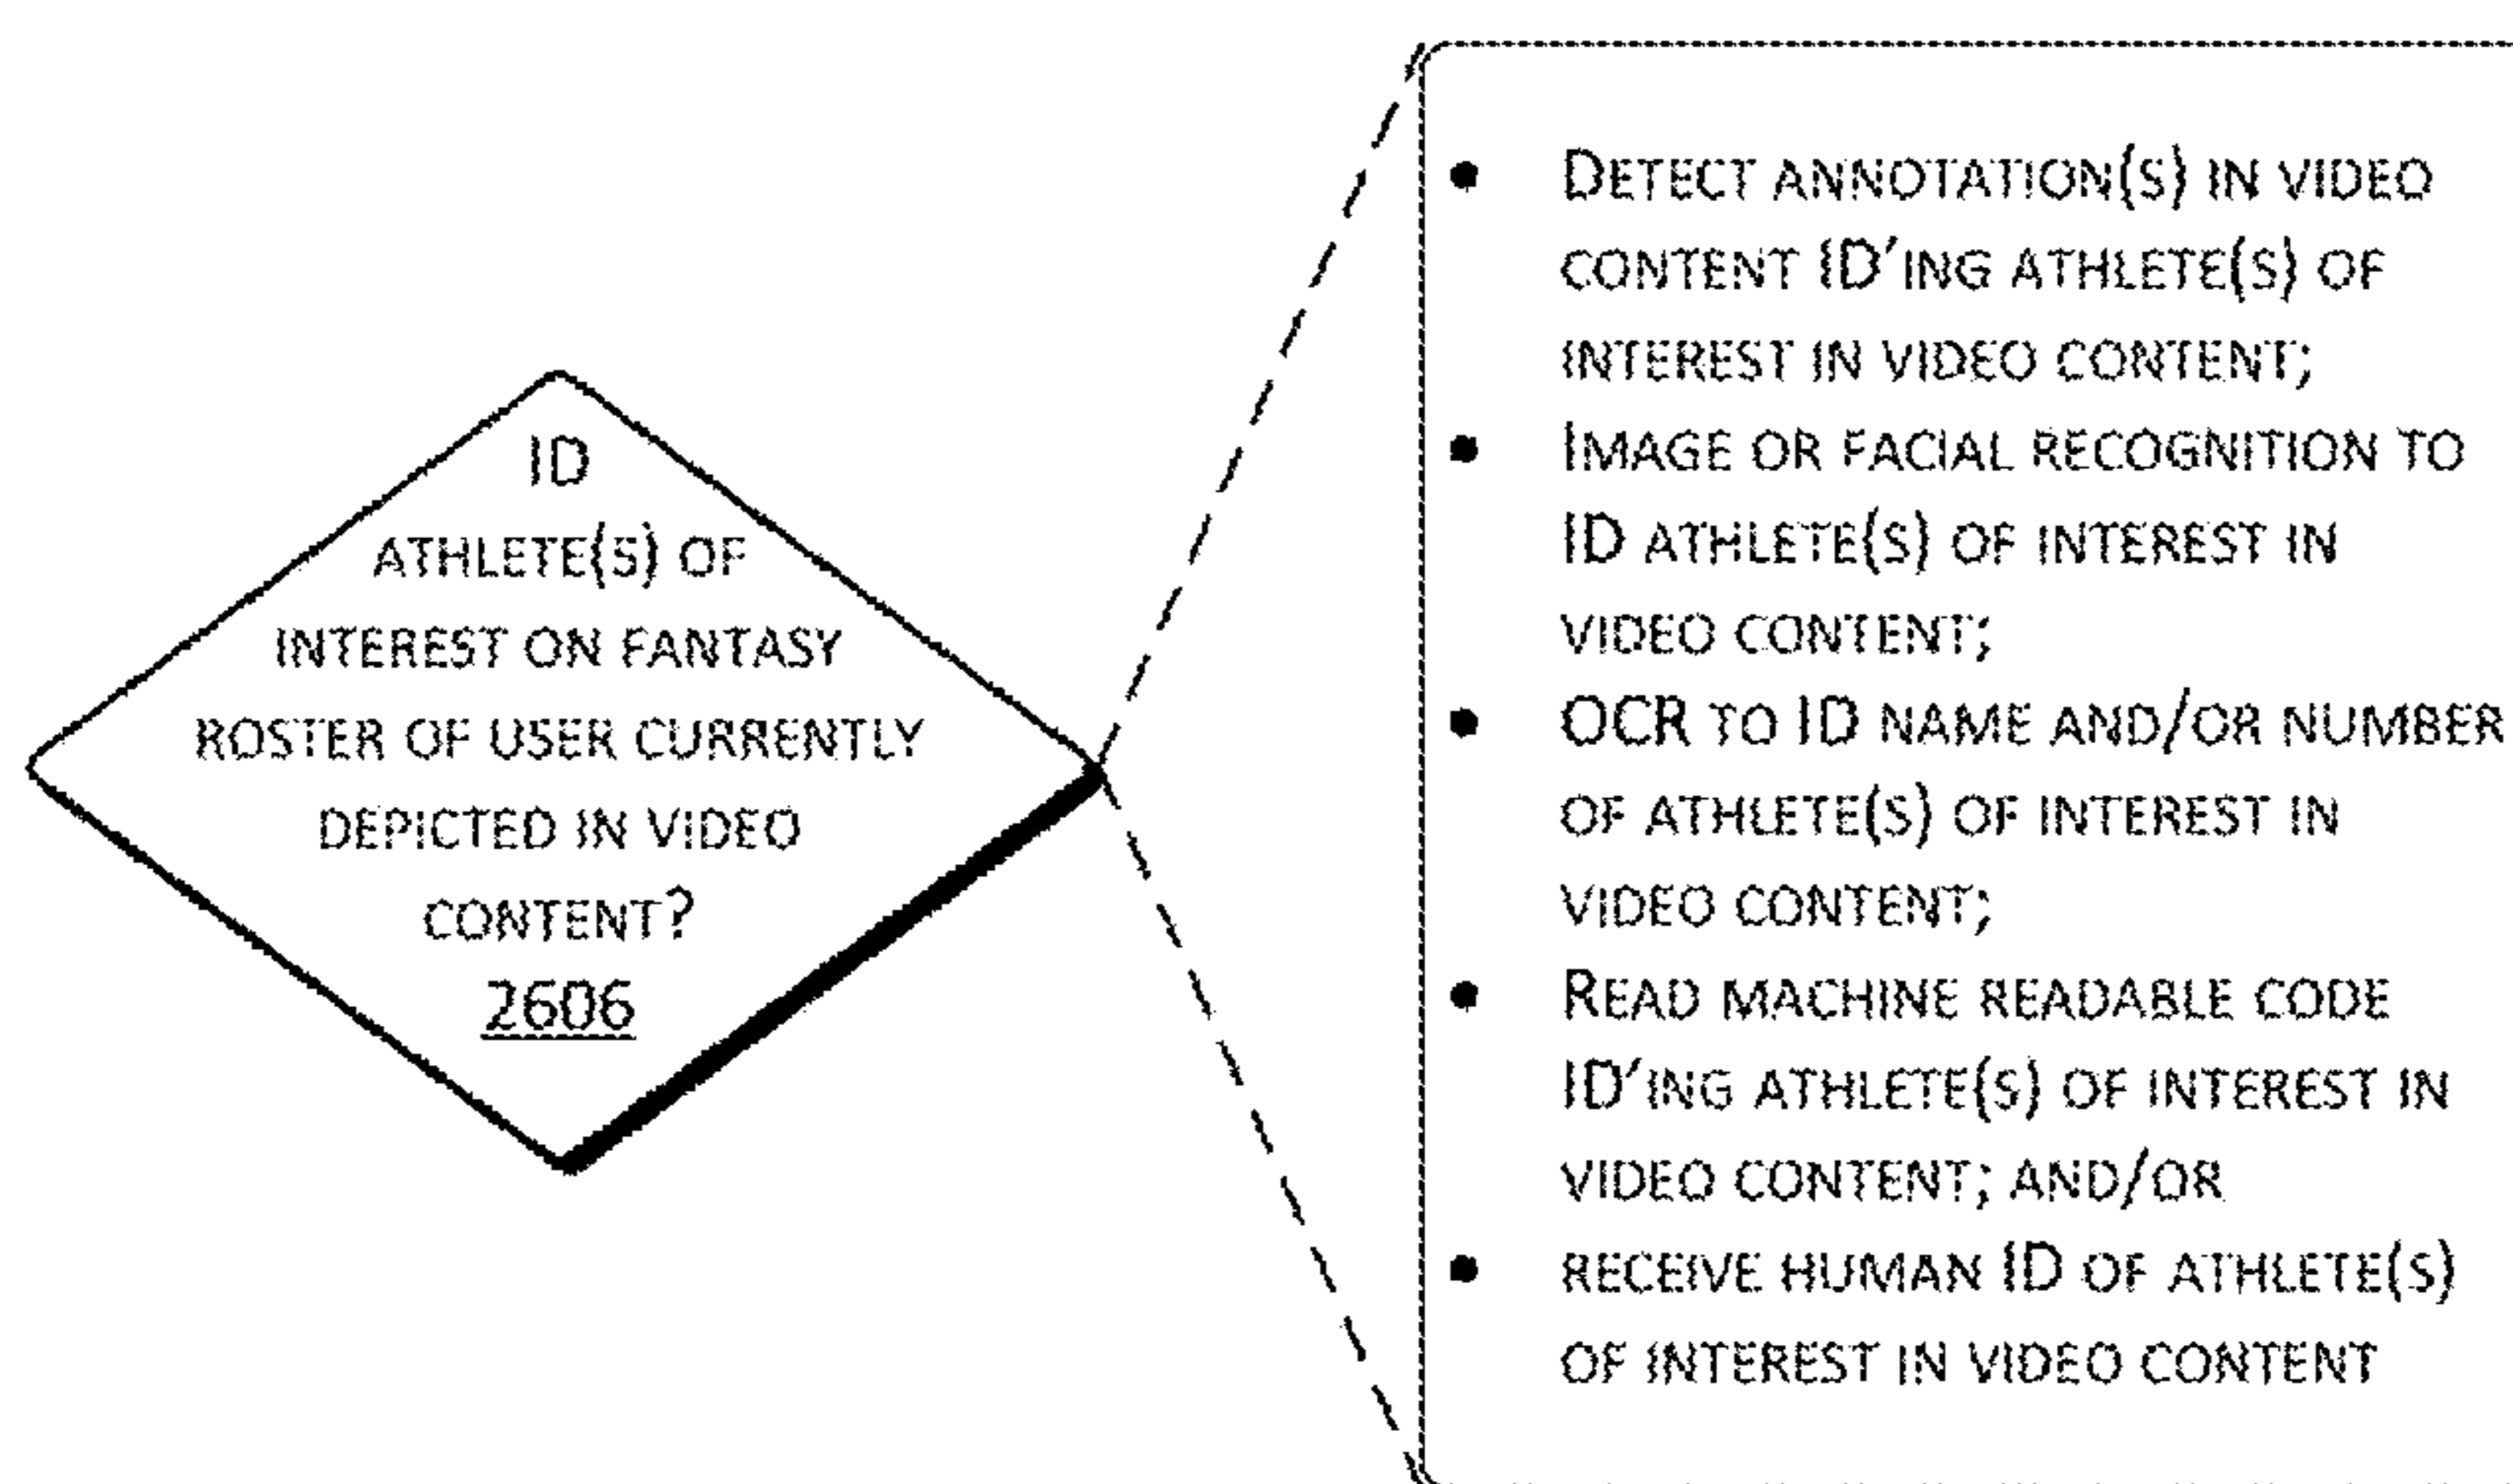 ID
ATHLETE(S) OF
INTEREST ON FANTASY
ROSTER OF USER CURRENTLY
DEPICTED IN VIDEO
CONTENT?
2606
• DETECT ANNOTATION(S) IN VIDEO
CONTENT ID'ING ATHLETE(S) OF
INTEREST IN VIDEO CONTENT;
• IMAGE OR FACIAL RECOGNITION TO
ID ATHLETE(S) OF INTEREST IN
VIDEO CONTENT;
• OCR TO ID NAME AND/OR NUMBER
OF ATHLETE(S) OF INTEREST IN
VIDEO CONTENT;
• READ MACHINE READABLE CODE
ID'ING ATHLETE(S) OF INTEREST IN
VIDEO CONTENT; AND/OR
• RECEIVE HUMAN ID OF ATHLETE(S)
OF INTEREST IN VIDEO CONTENT